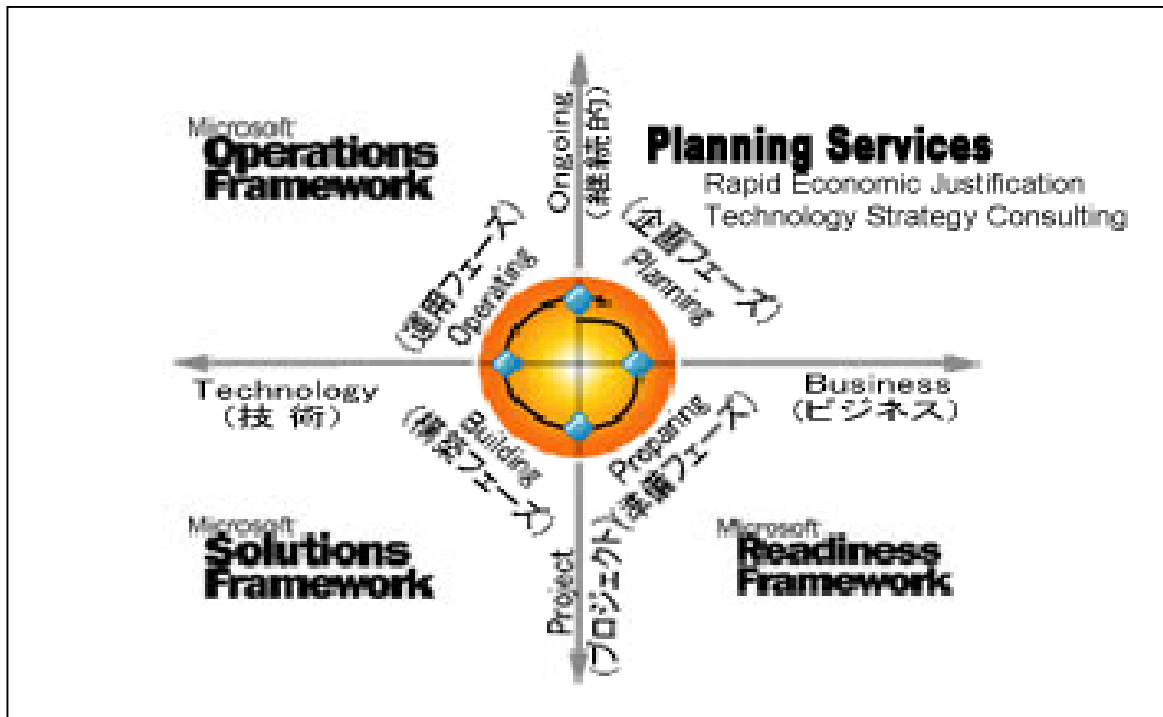 Microsoft
Operations
Framework
Ongoing
(継続的)
Planning Services
Rapid Economic Justification
Technology Strategy Consulting
(運用フェーズ)
Operating
(企画フェーズ)
Planning
Technology
(技 術)
Business
(ビジネス)
Building
(構築フェーズ)
Preparing
(準備フェーズ)
Microsoft
Solutions
Framework
Project
(プロジェクト)
Microsoft
Readiness
Framework